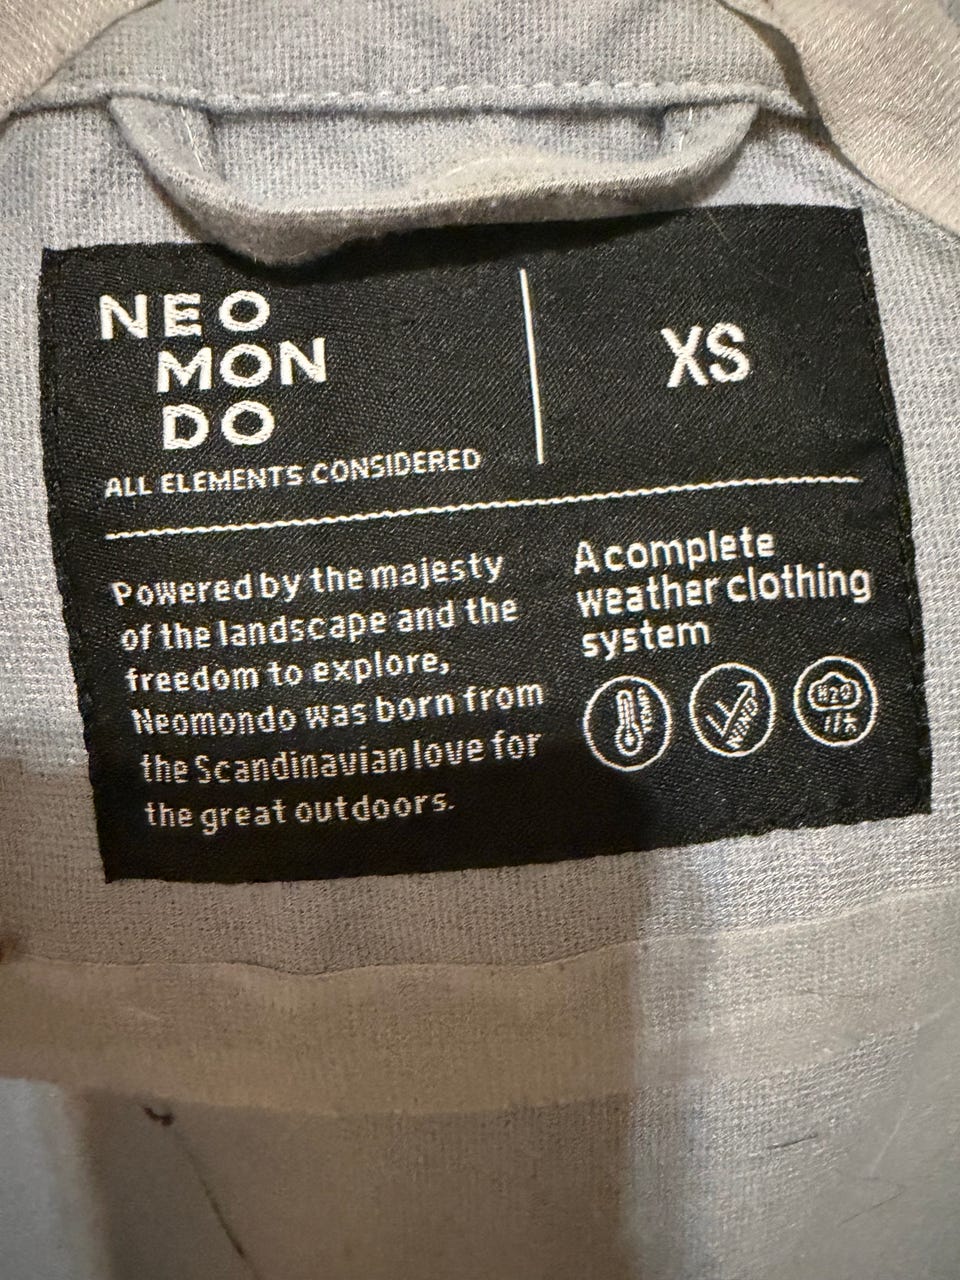 NEO
MON
DO
ALL ELEMENTS CONSIDERED
XS
Powered by the majesty
of the landscape and the
freedom to explore,
Neomondo was born from
the Scandinavian love for
the great outdoors.
A complete
weather clothing
system
WIND
H2O